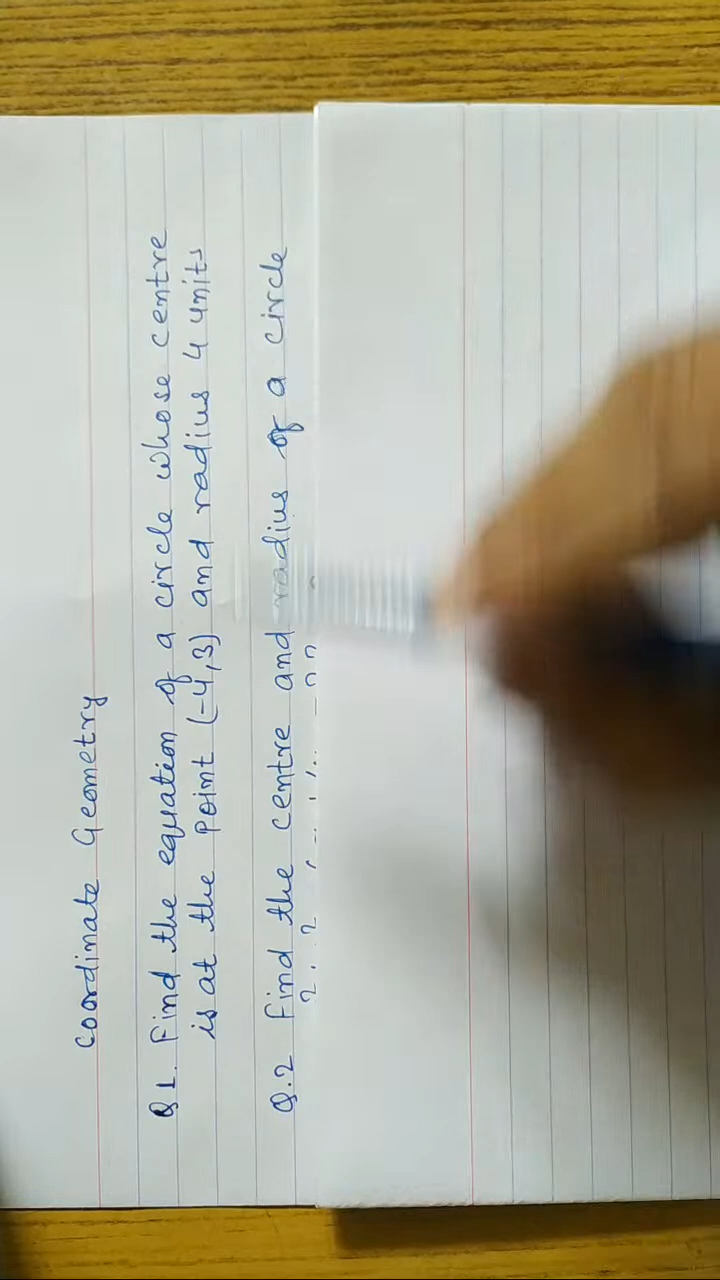 Coordinate Geometry
Q1. Find the equation of a circle whose centre
is at the point (-4,3) and radius 4 units
Q.2 Find the centre and radius of a circle